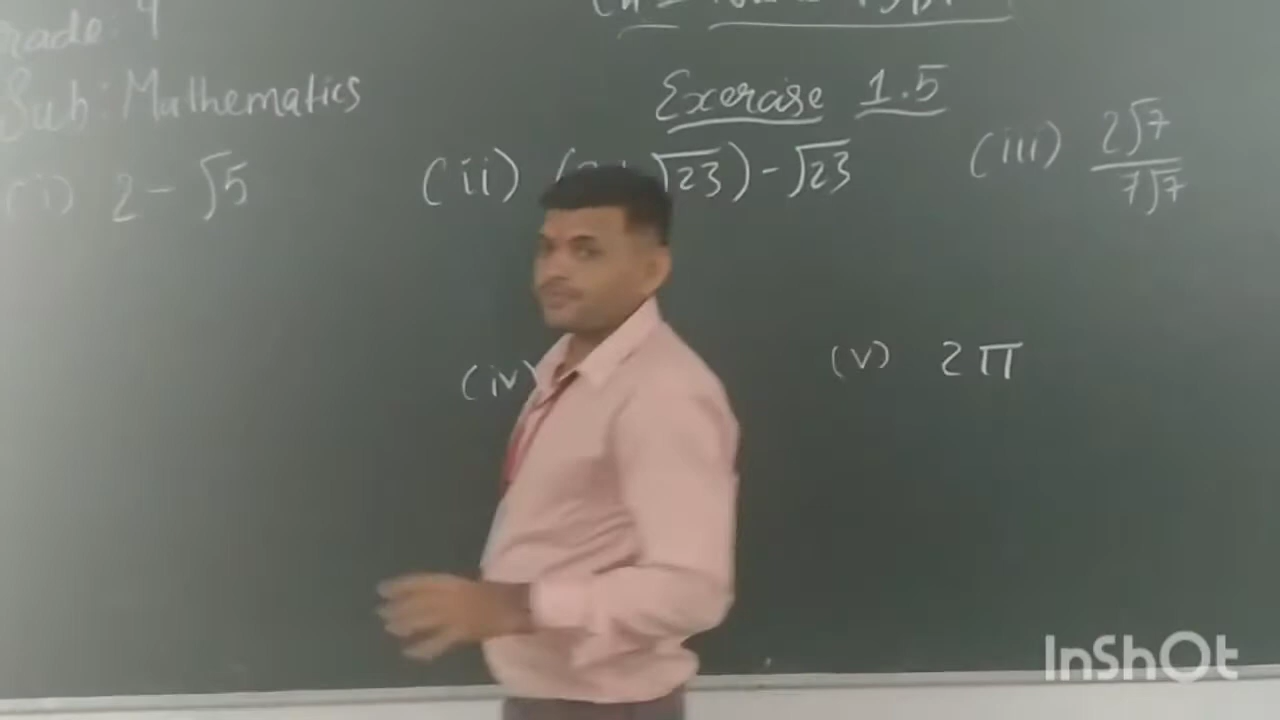 Grade: 9
Sub: Mathematics
Exercise 1.5
(i) 2 - √5
(ii) ( √23) - √23
(iii) 2√7 / 7√7
(iv)
(v) 2π
InShOt